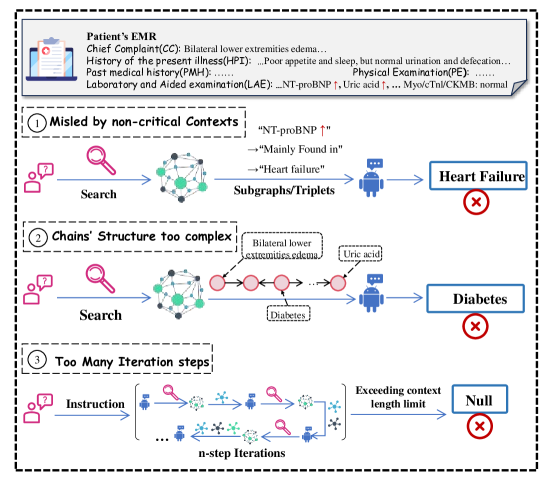 Patient's EMR
Chief Complaint(CC): Bilateral lower extremities edema…
History of the present illness(HPI): …Poor appetite and sleep, but normal urination and defecation…
Past medical history(PMH): …… Physical Examination(PE): ……
Laboratory and Aided examination(LAE): …NT-proBNP ↑, Uric acid ↑, … Myo/cTnl/CKMB: normal
1 Misled by non-critical Contexts
"NT-proBNP ↑"
→"Mainly Found in"
→"Heart failure"
Search
Subgraphs/Triplets
Heart Failure
2 Chains' Structure too complex
Bilateral lower
extremities edema
Uric acid
...
Diabetes
Search
Diabetes
3 Too Many Iteration steps
Instruction
...
n-step Iterations
Exceeding context
length limit
Null